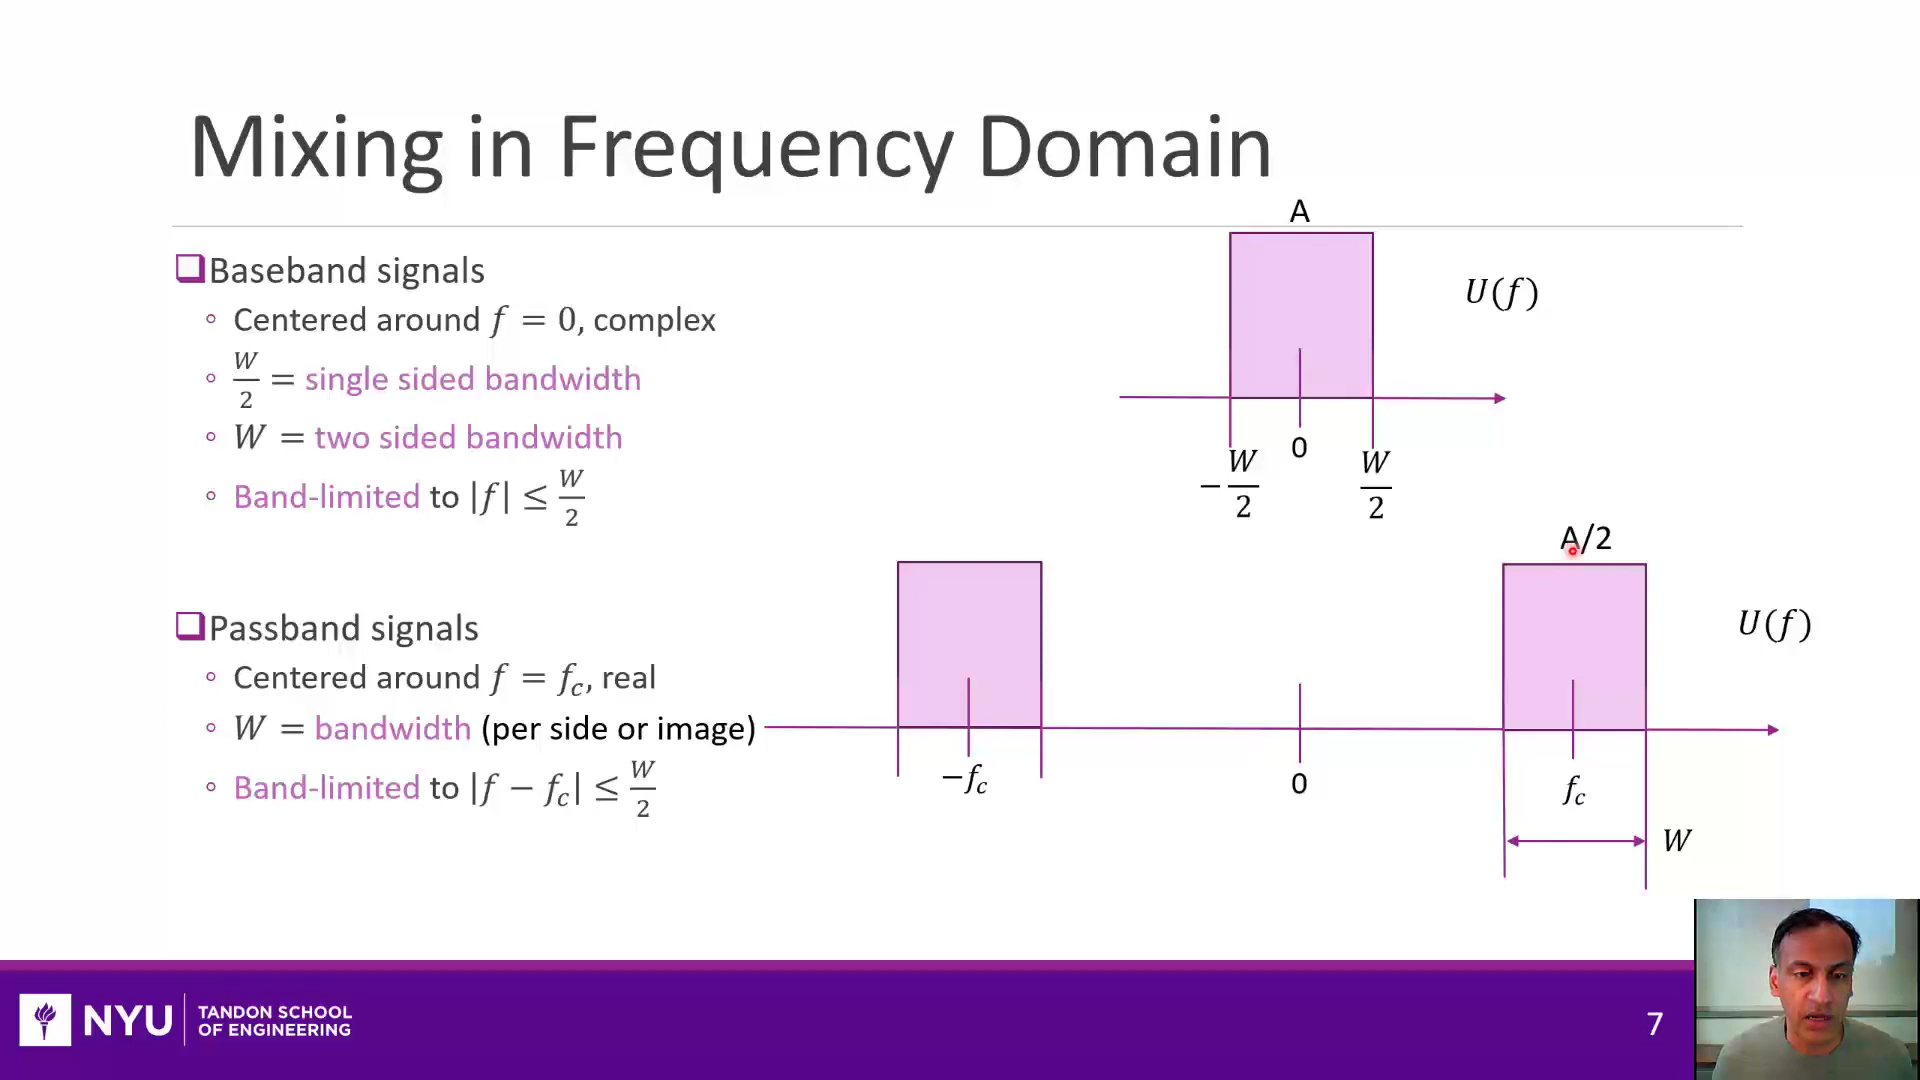 Mixing in Frequency Domain
❑Baseband signals
◦ Centered around f = 0, complex
◦ W/2 = single sided bandwidth
◦ W = two sided bandwidth
◦ Band-limited to |f| ≤ W/2
A
U(f)
−W/2
0
W/2
❑Passband signals
◦ Centered around f = f_c, real
◦ W = bandwidth (per side or image)
◦ Band-limited to |f − f_c| ≤ W/2
A/2
U(f)
−f_c
0
f_c
W
NYU
TANDON SCHOOL
OF ENGINEERING
7